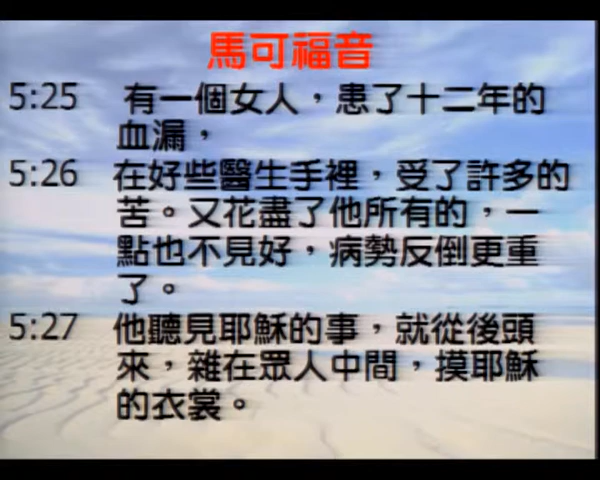 馬可福音
5:25 有一個女人，患了十二年的
血漏，
5:26 在好些醫生手裡，受了許多的
苦。又花盡了他所有的，一
點也不見好，病勢反倒更重
了。
5:27 他聽見耶穌的事，就從後頭
來，雜在眾人中間，摸耶穌
的衣裳。